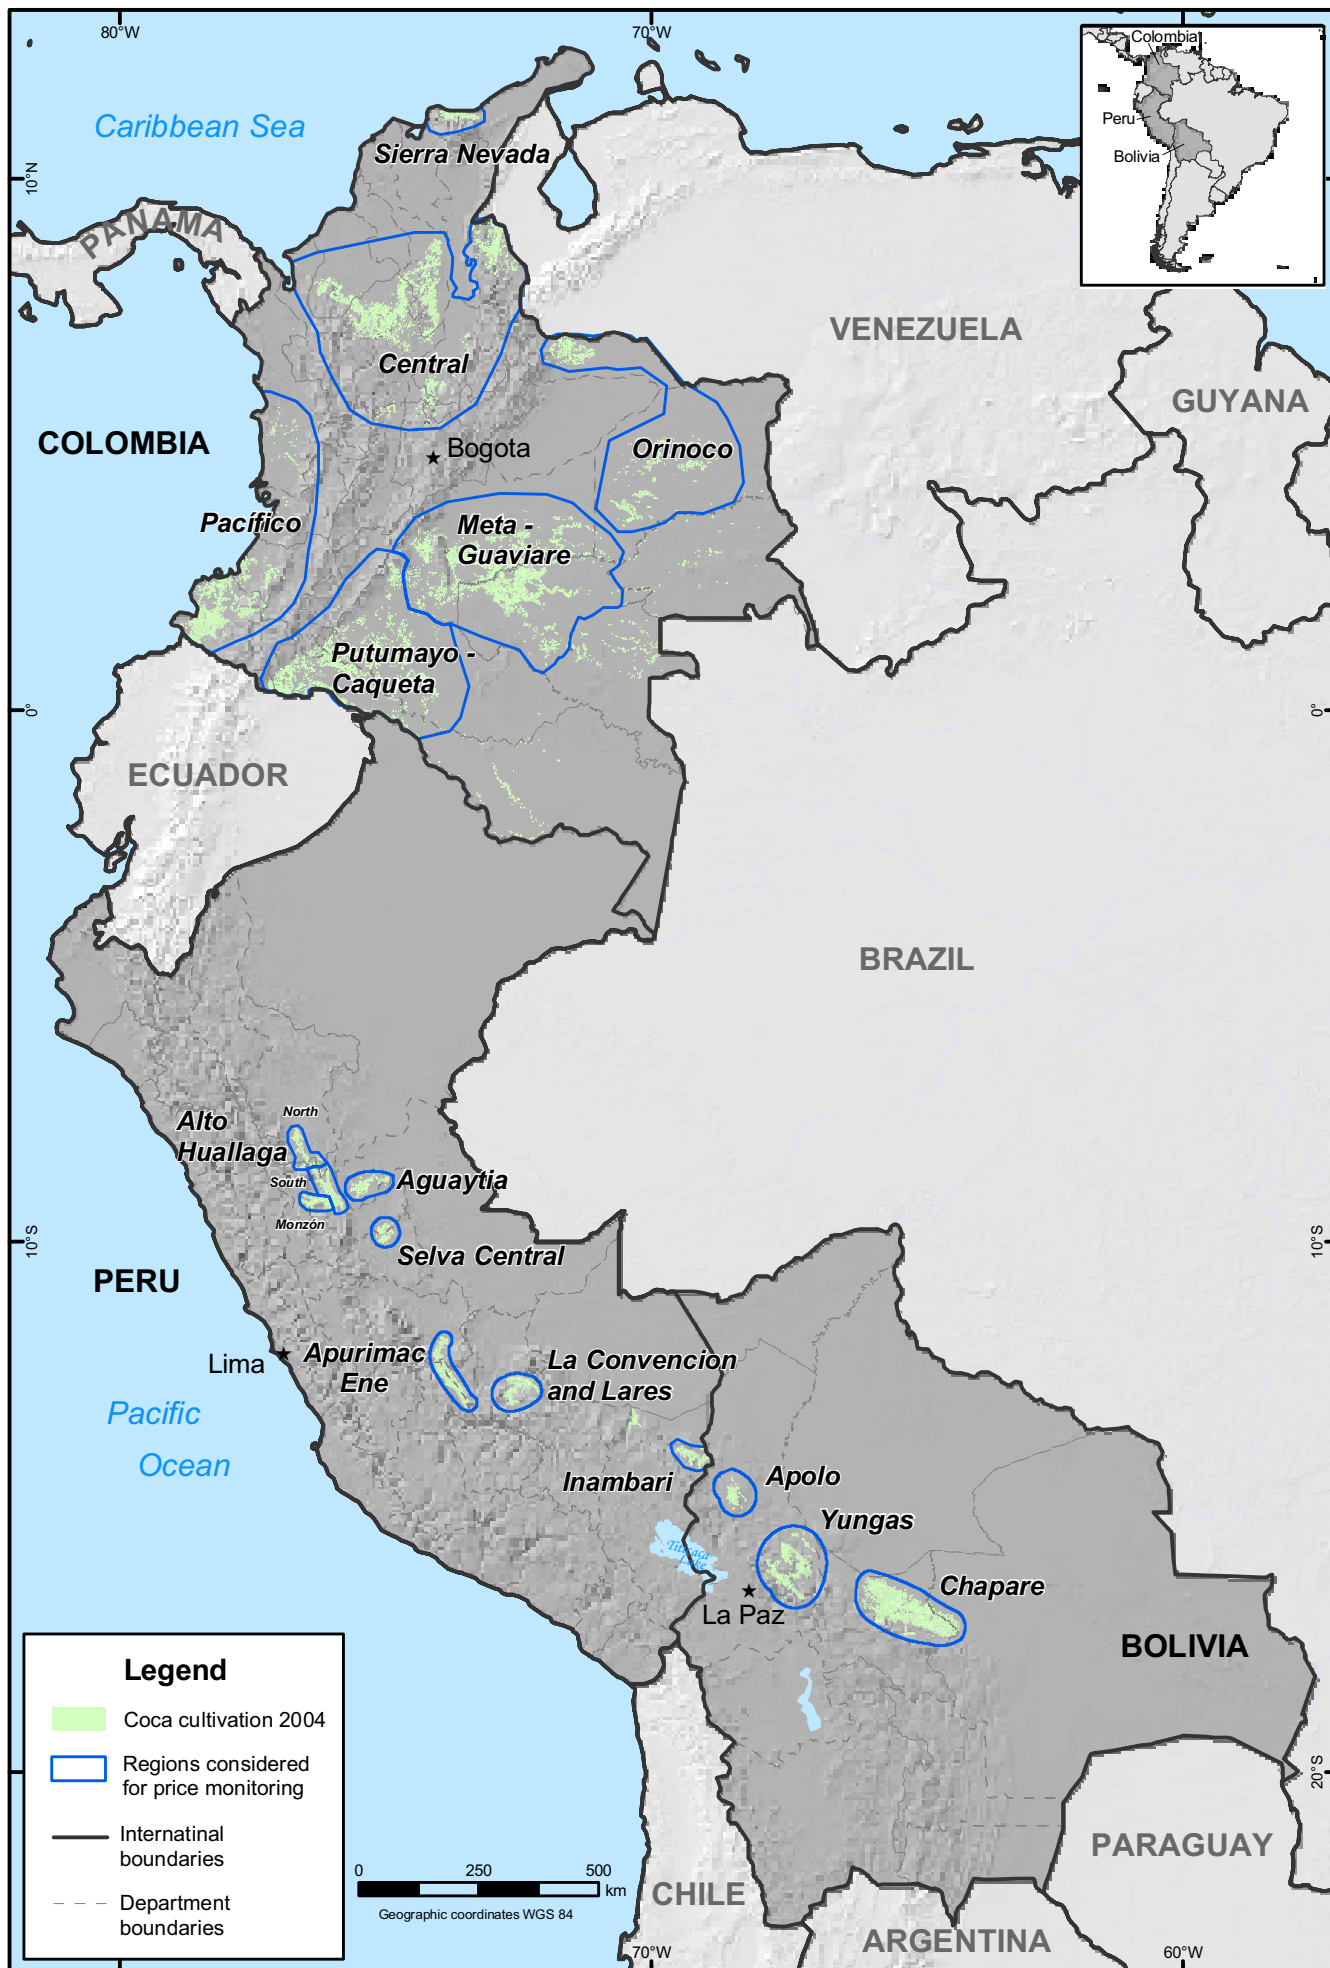 80°W
70°W
Colombia
Peru
Bolivia
Caribbean Sea
10°N
Sierra Nevada
PANAMA
VENEZUELA
Central
GUYANA
COLOMBIA
Bogota
Orinoco
Pacífico
Meta -
Guaviare
Putumayo -
Caqueta
0°
0°
ECUADOR
BRAZIL
Alto
Huallaga
North
South
Monzón
Aguaytia
Selva Central
10°S
10°S
PERU
Lima
Apurimac
Ene
La Convencion
and Lares
Pacific
Ocean
Inambari
Apolo
Yungas
Titicaca
Lake
La Paz
Chapare
BOLIVIA
Legend
Coca cultivation 2004
Regions considered
for price monitoring
Internatinal
boundaries
Department
boundaries
0
250
500
km
Geographic coordinates WGS 84
20°S
PARAGUAY
CHILE
ARGENTINA
70°W
60°W